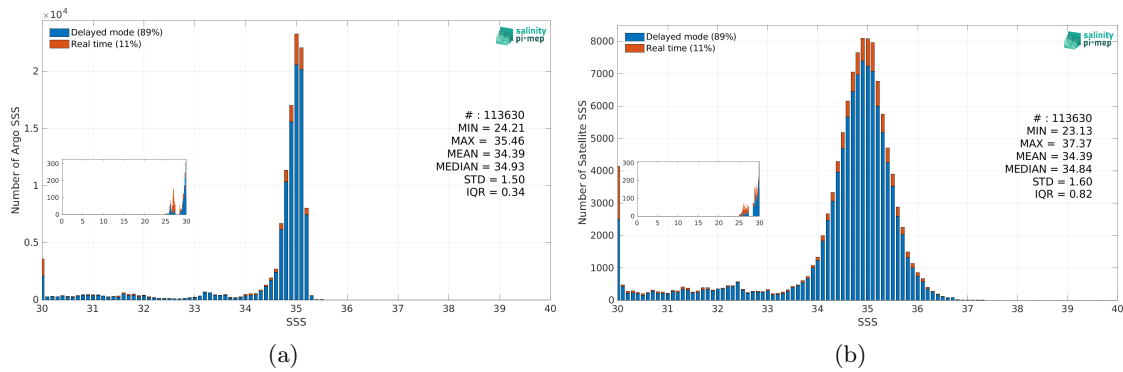 ×10⁴
Delayed mode (89%)
Real time (11%)
salinity
pi-mep
2
1.5
1
0.5
0
Number of Argo SSS
# : 113630
MIN = 24.21
MAX = 35.46
MEAN = 34.39
MEDIAN = 34.93
STD = 1.50
IQR = 0.34
300
200
100
0
0 5 10 15 20 25 30
30 31 32 33 34 35 36 37 38 39 40
SSS
(a)
Delayed mode (89%)
Real time (11%)
salinity
pi-mep
8000
7000
6000
5000
4000
3000
2000
1000
0
Number of Satellite SSS
# : 113630
MIN = 23.13
MAX = 37.37
MEAN = 34.39
MEDIAN = 34.84
STD = 1.60
IQR = 0.82
300
200
100
0
0 5 10 15 20 25 30
30 31 32 33 34 35 36 37 38 39 40
SSS
(b)